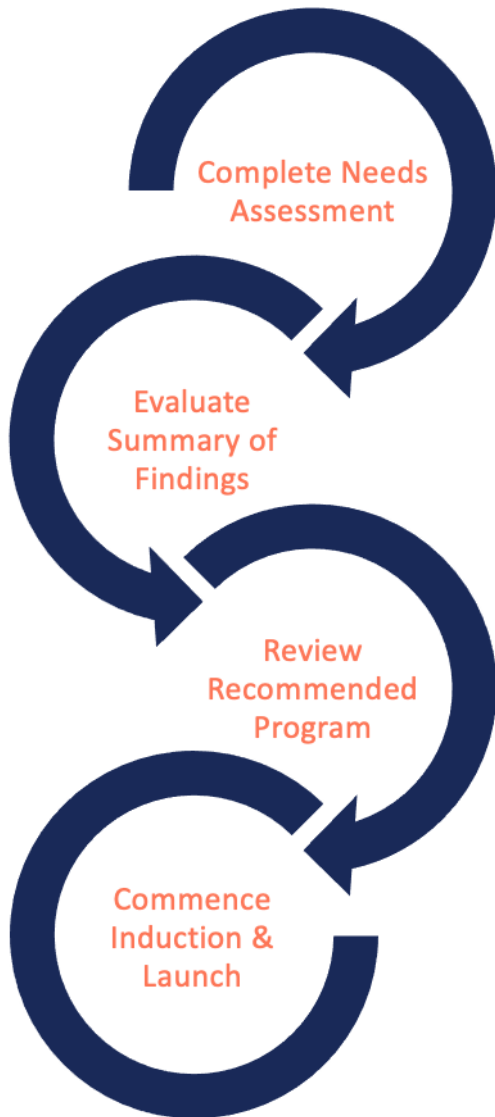 Complete Needs
Assessment
Evaluate
Summary of
Findings
Review
Recommended
Program
Commence
Induction &
Launch